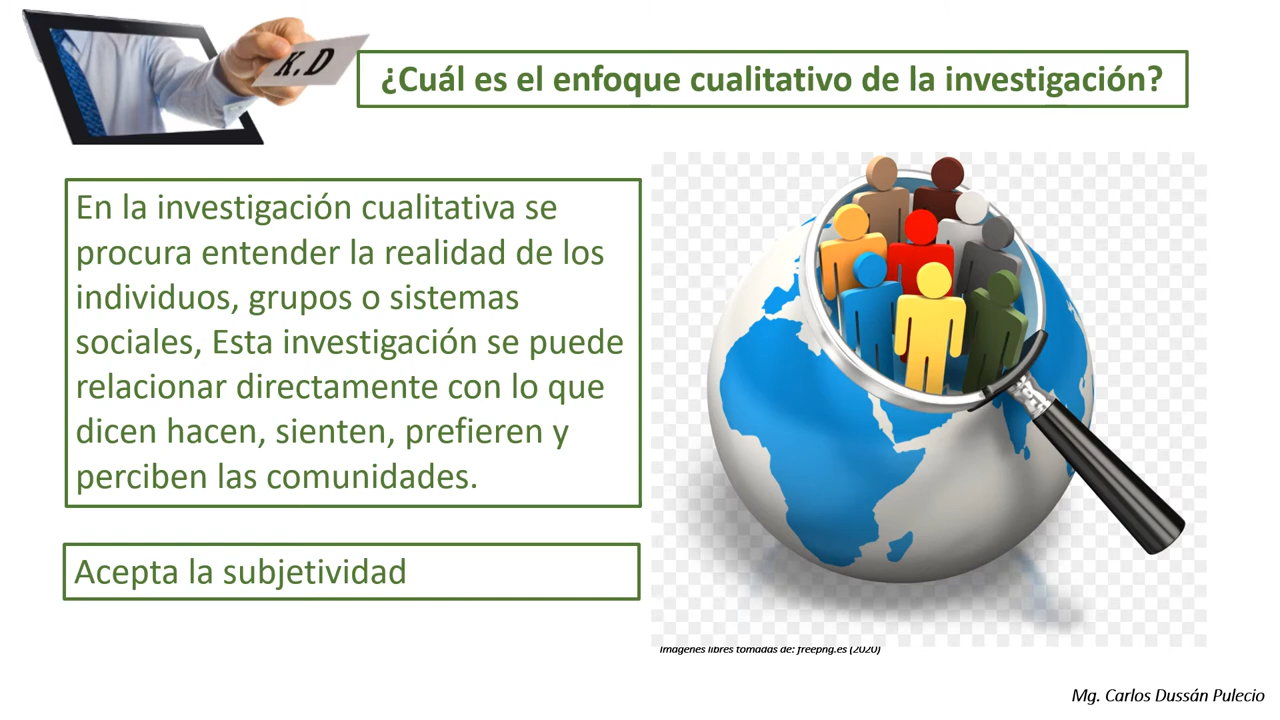 K.D
¿Cuál es el enfoque cualitativo de la investigación?
En la investigación cualitativa se
procura entender la realidad de los
individuos, grupos o sistemas
sociales, Esta investigación se puede
relacionar directamente con lo que
dicen hacen, sienten, prefieren y
perciben las comunidades.
Acepta la subjetividad
Imágenes libres tomadas de: freepng.es (2020)
Mg. Carlos Dussán Pulecio